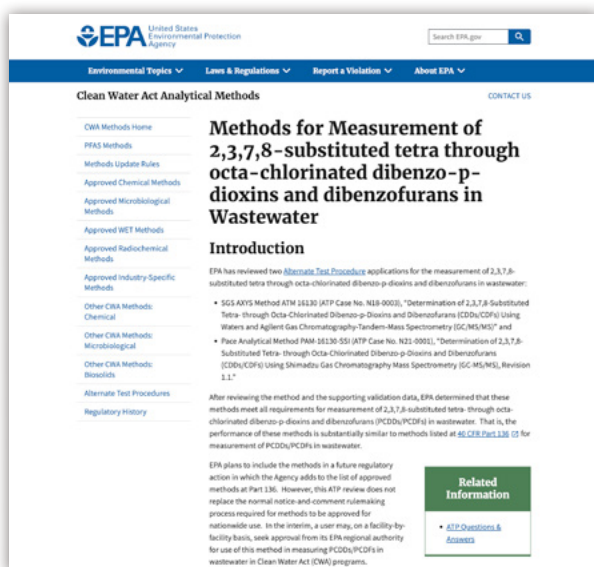 EPA
United States
Environmental Protection
Agency
Search EPA.gov
Environmental Topics
Laws & Regulations
Report a Violation
About EPA
Clean Water Act Analytical Methods
CONTACT US
CWA Methods Home
PFAS Methods
Methods Update Rules
Approved Chemical Methods
Approved Microbiological
Methods
Approved WET Methods
Approved Radiochemical
Methods
Approved Industry-Specific
Methods
Other CWA Methods:
Chemical
Other CWA Methods:
Microbiological
Other CWA Methods:
Biosolids
Alternate Test Procedures
Regulatory History
Methods for Measurement of
2,3,7,8-substituted tetra through
octa-chlorinated dibenzo-p-
dioxins and dibenzofurans in
Wastewater
Introduction
EPA has reviewed two Alternate Test Procedure applications for the measurement of 2,3,7,8-
substituted tetra through octa-chlorinated dibenzo-p-dioxins and dibenzofurans in wastewater:
• SGS AXYS Method ATM 16130 (ATP Case No. N18-0003), "Determination of 2,3,7,8-Substituted
Tetra- through Octa-Chlorinated Dibenzo-p-Dioxins and Dibenzofurans (CDDs/CDFs) Using
Waters and Agilent Gas Chromatography-Tandem-Mass Spectrometry (GC/MS/MS)" and
• Pace Analytical Method PAM-16130-SSI (ATP Case No. N21-0001), "Determination of 2,3,7,8-
Substituted Tetra- through Octa-Chlorinated Dibenzo-p-Dioxins and Dibenzofurans
(CDDs/CDFs) Using Shimadzu Gas Chromatography Mass Spectrometry (GC-MS/MS), Revision
1.1."
After reviewing the method and the supporting validation data, EPA determined that these
methods meet all requirements for measurement of 2,3,7,8-substituted tetra- through octa-
chlorinated dibenzo-p-dioxins and dibenzofurans (PCDDs/PCDFs) in wastewater. That is, the
performance of these methods is substantially similar to methods listed at 40 CFR Part 136 for
measurement of PCDDs/PCDFs in wastewater.
EPA plans to include the methods in a future regulatory
action in which the Agency adds to the list of approved
methods at Part 136. However, this ATP review does not
replace the normal notice-and-comment rulemaking
process required for methods to be approved for
nationwide use. In the interim, a user may, on a facility-by-
facility basis, seek approval from its EPA regional authority
for use of this method in measuring PCDDs/PCDFs in
wastewater in Clean Water Act (CWA) programs.
Related
Information
• ATP Questions &
Answers